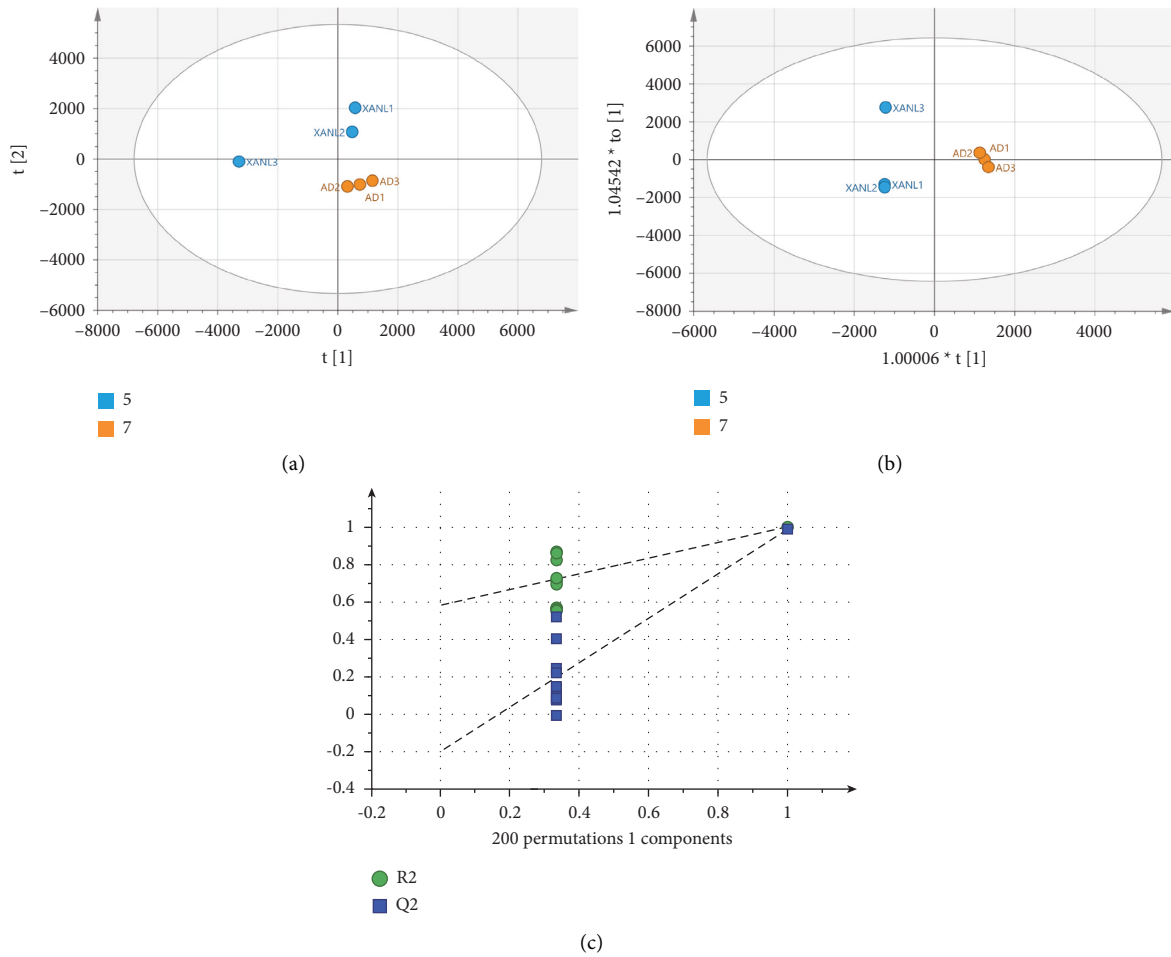 4000
2000
0
−2000
−4000
−6000
t [2]
XANL1
XANL2
XANL3
AD2
AD3
AD1
−8000 −6000 −4000 −2000 0 2000 4000 6000
t [1]
5
7
(a)
6000
4000
2000
0
−2000
−4000
−6000
−8000
1.04542 * to [1]
XANL3
AD2
AD1
AD3
XANL2
XANL1
−6000 −4000 −2000 0 2000 4000
1.00006 * t [1]
5
7
(b)
1
0.8
0.6
0.4
0.2
0
-0.2
-0.4
-0.2 0 0.2 0.4 0.6 0.8 1
200 permutations 1 components
R2
Q2
(c)